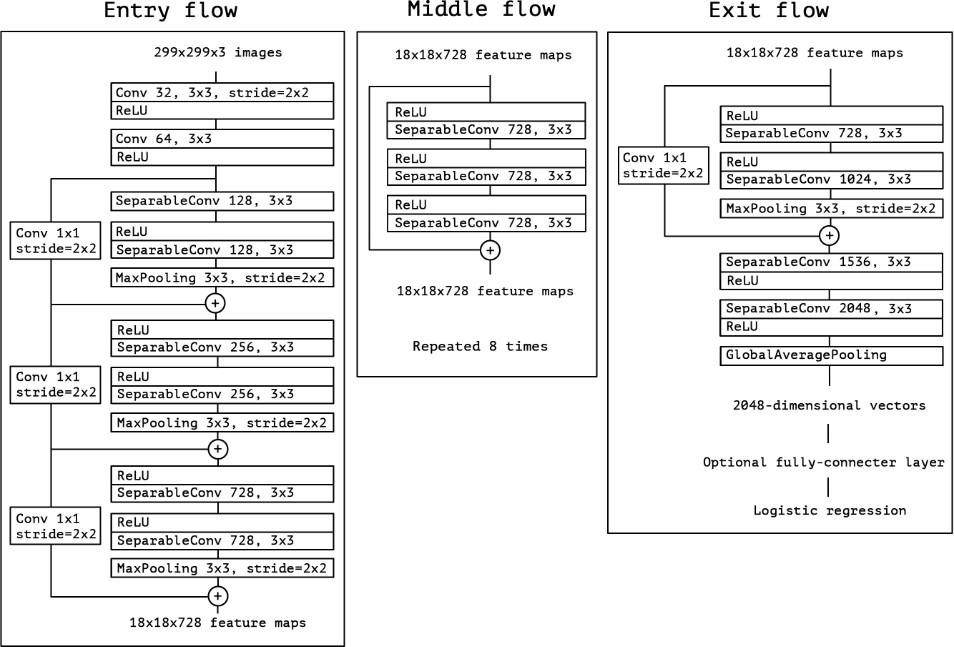 Entry flow
299x299x3 images
Conv 32, 3x3, stride=2x2
ReLU
Conv 64, 3x3
ReLU
SeparableConv 128, 3x3
Conv 1x1
stride=2x2
ReLU
SeparableConv 128, 3x3
MaxPooling 3x3, stride=2x2
+
ReLU
SeparableConv 256, 3x3
Conv 1x1
stride=2x2
ReLU
SeparableConv 256, 3x3
MaxPooling 3x3, stride=2x2
+
ReLU
SeparableConv 728, 3x3
Conv 1x1
stride=2x2
ReLU
SeparableConv 728, 3x3
MaxPooling 3x3, stride=2x2
+
18x18x728 feature maps
Middle flow
18x18x728 feature maps
ReLU
SeparableConv 728, 3x3
ReLU
SeparableConv 728, 3x3
ReLU
SeparableConv 728, 3x3
+
18x18x728 feature maps
Repeated 8 times
Exit flow
18x18x728 feature maps
ReLU
SeparableConv 728, 3x3
Conv 1x1
stride=2x2
ReLU
SeparableConv 1024, 3x3
MaxPooling 3x3, stride=2x2
+
SeparableConv 1536, 3x3
ReLU
SeparableConv 2048, 3x3
ReLU
GlobalAveragePooling
2048-dimensional vectors
Optional fully-connecter layer
Logistic regression